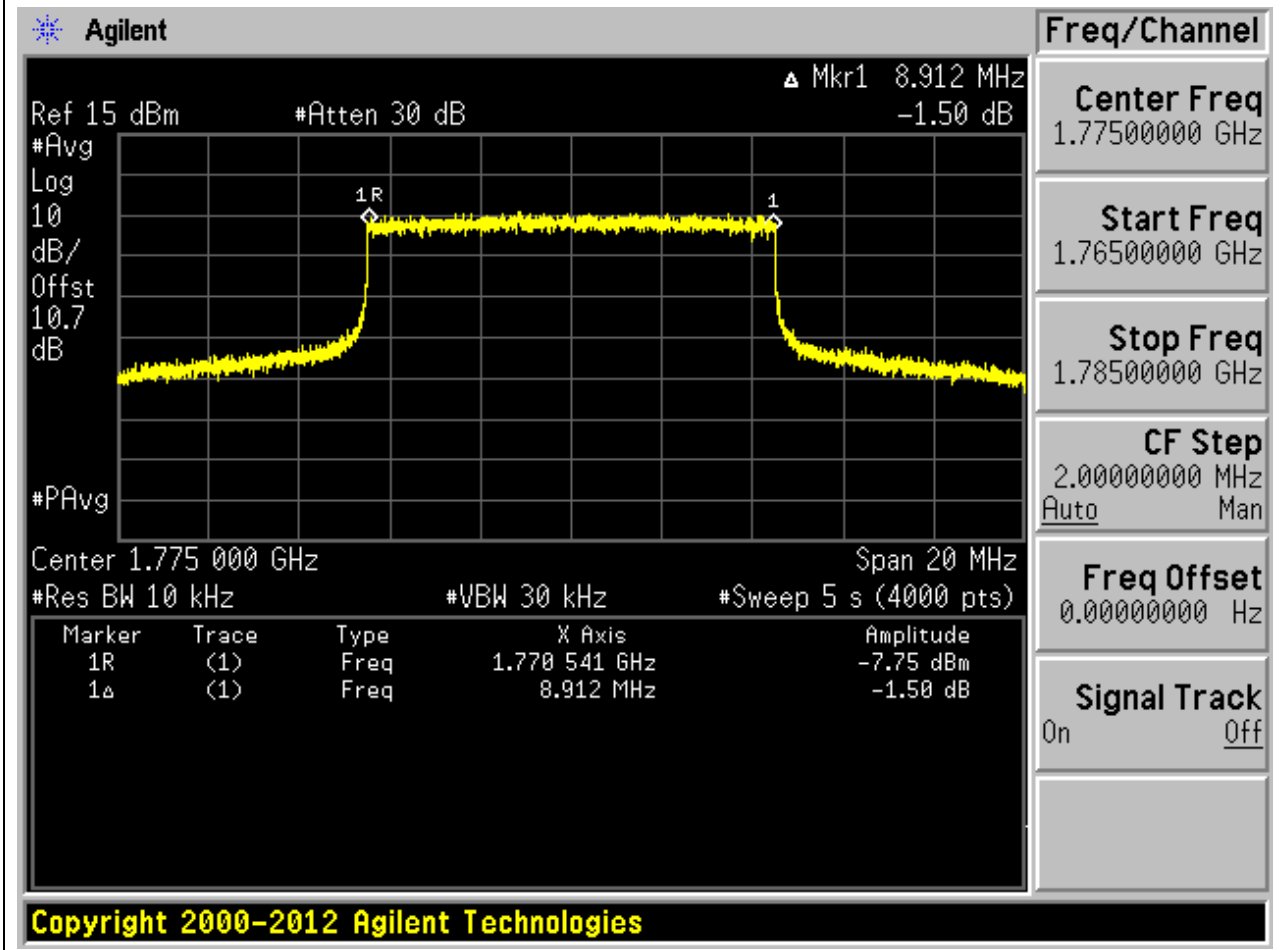 Agilent
Freq/Channel
Δ Mkr1 8.912 MHz
Ref 15 dBm #Atten 30 dB -1.50 dB
#Avg
Log
10
dB/
Offst
10.7
dB
1R
1
#PAvg
Center 1.775 000 GHz Span 20 MHz
#Res BW 10 kHz #VBW 30 kHz #Sweep 5 s (4000 pts)
Marker Trace Type X Axis Amplitude
1R (1) Freq 1.770 541 GHz -7.75 dBm
1Δ (1) Freq 8.912 MHz -1.50 dB
Center Freq
1.77500000 GHz
Start Freq
1.76500000 GHz
Stop Freq
1.78500000 GHz
CF Step
2.00000000 MHz
Auto Man
Freq Offset
0.00000000 Hz
Signal Track
On Off
Copyright 2000-2012 Agilent Technologies